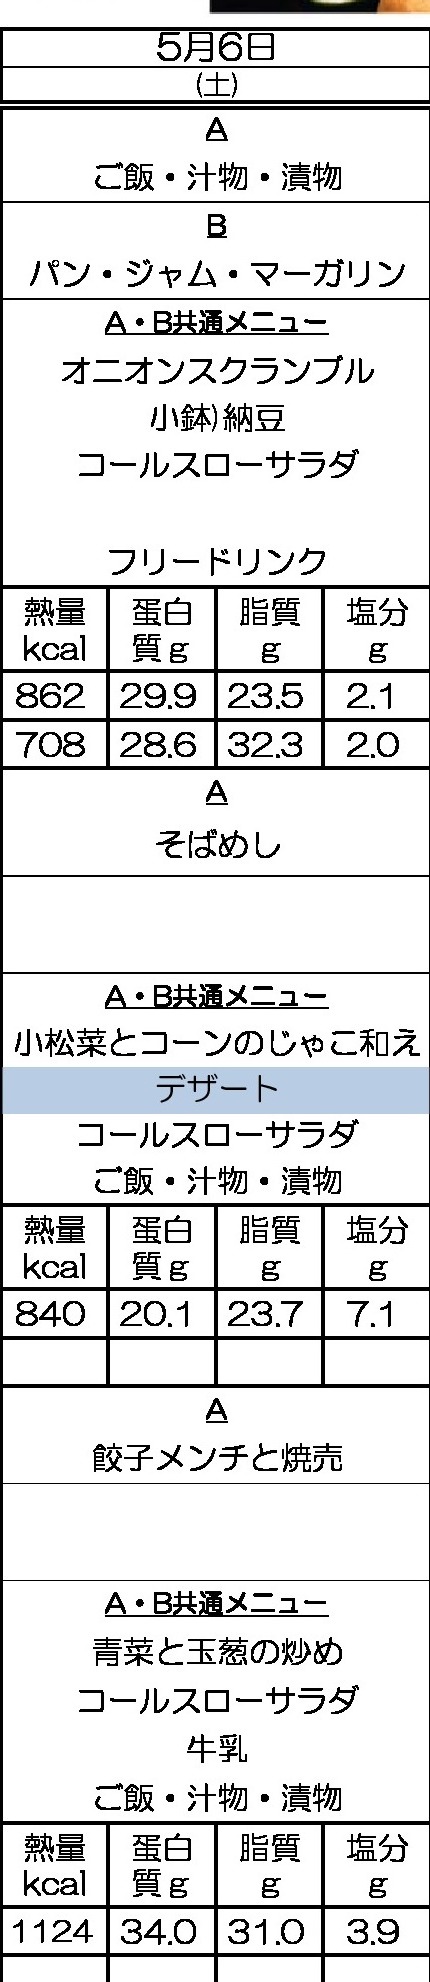 5月6日
(土)
A
ご飯・汁物・漬物
B
パン・ジャム・マーガリン
A・B共通メニュー
オニオンスクランブル
小鉢)納豆
コールスローサラダ
フリードリンク
熱量 蛋白 脂質 塩分
kcal 質g g g
862 29.9 23.5 2.1
708 28.6 32.3 2.0
A
そばめし
A・B共通メニュー
小松菜とコーンのじゃこ和え
デザート
コールスローサラダ
ご飯・汁物・漬物
熱量 蛋白 脂質 塩分
kcal 質g g g
840 20.1 23.7 7.1
A
餃子メンチと焼売
A・B共通メニュー
青菜と玉葱の炒め
コールスローサラダ
牛乳
ご飯・汁物・漬物
熱量 蛋白 脂質 塩分
kcal 質g g g
1124 34.0 31.0 3.9